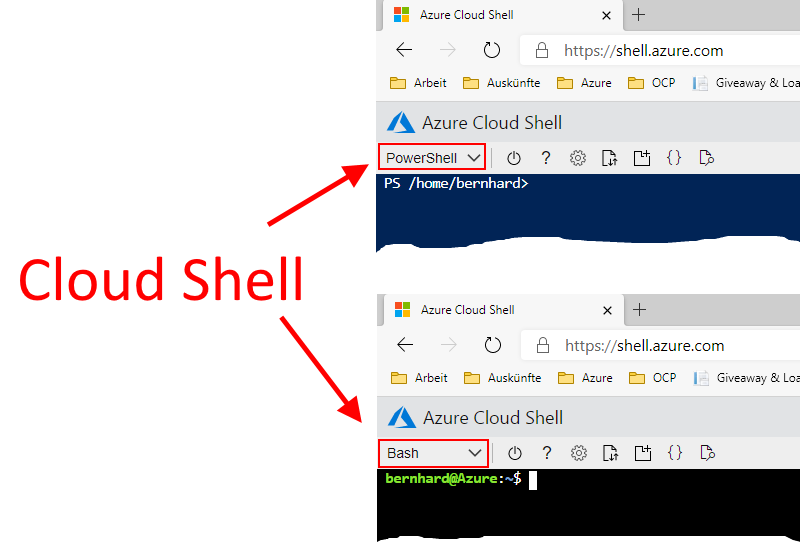 Azure Cloud Shell
https://shell.azure.com
Arbeit Auskünfte Azure OCP Giveaway & Loa
Azure Cloud Shell
PowerShell ? {}
PS /home/bernhard>
Cloud Shell
Azure Cloud Shell
https://shell.azure.com
Arbeit Auskünfte Azure OCP Giveaway & Loa
Azure Cloud Shell
Bash ? {}
bernhard@Azure:~$